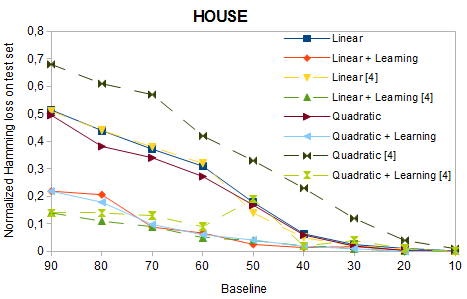 HOUSE
Normalized Hamming loss on test set
0,8
0,7
0,6
0,5
0,4
0,3
0,2
0,1
0
Linear
Linear + Learning
Linear [4]
Linear + Learning [4]
Quadratic
Quadratic + Learning
Quadratic [4]
Quadratic + Learning [4]
90 80 70 60 50 40 30 20 10
Baseline